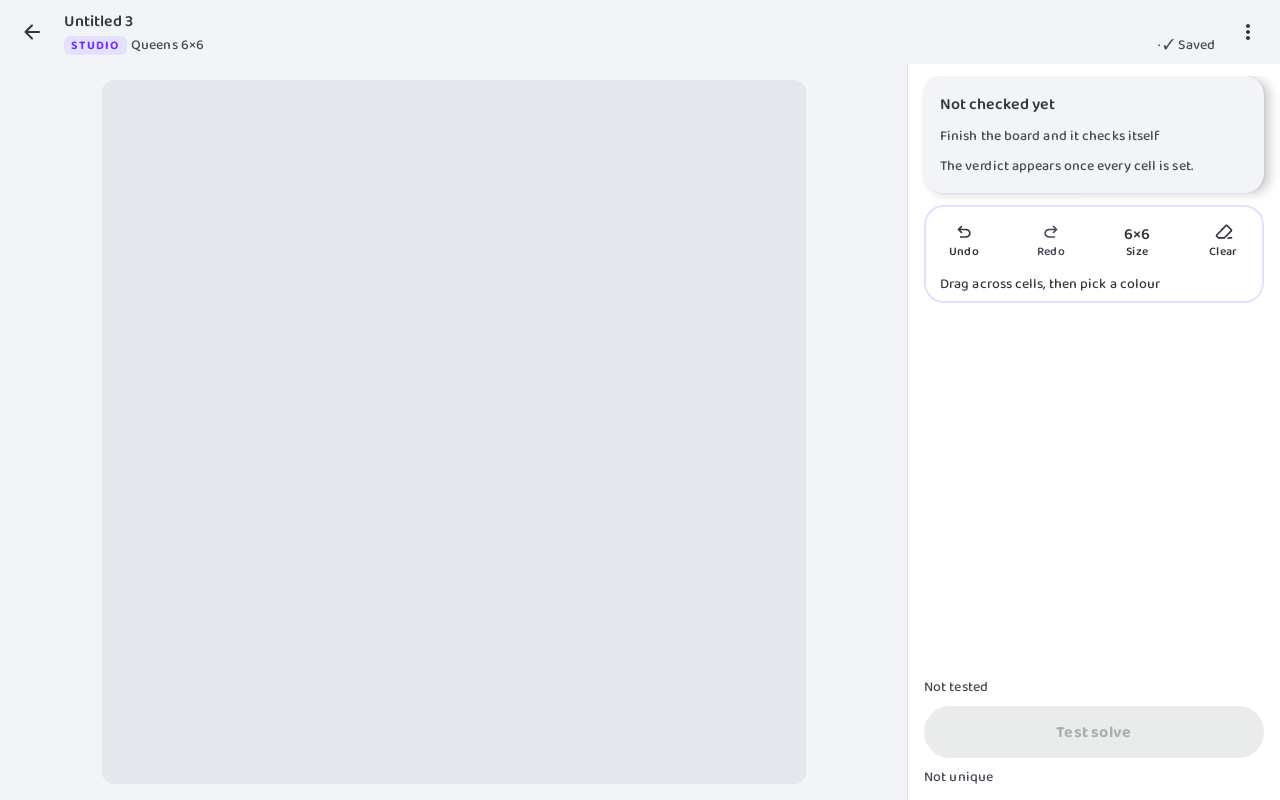 Untitled 3
STUDIO Queens 6×6
· ✓ Saved
Not checked yet
Finish the board and it checks itself
The verdict appears once every cell is set.
Undo
Redo
6×6
Size
Clear
Drag across cells, then pick a colour
Not tested
Test solve
Not unique